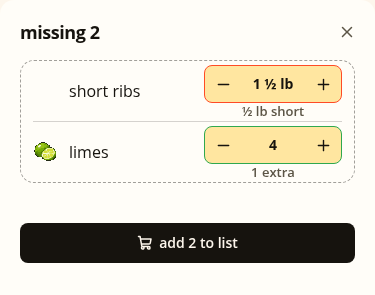 missing 2
short ribs
1 ½ lb
½ lb short
limes
4
1 extra
add 2 to list